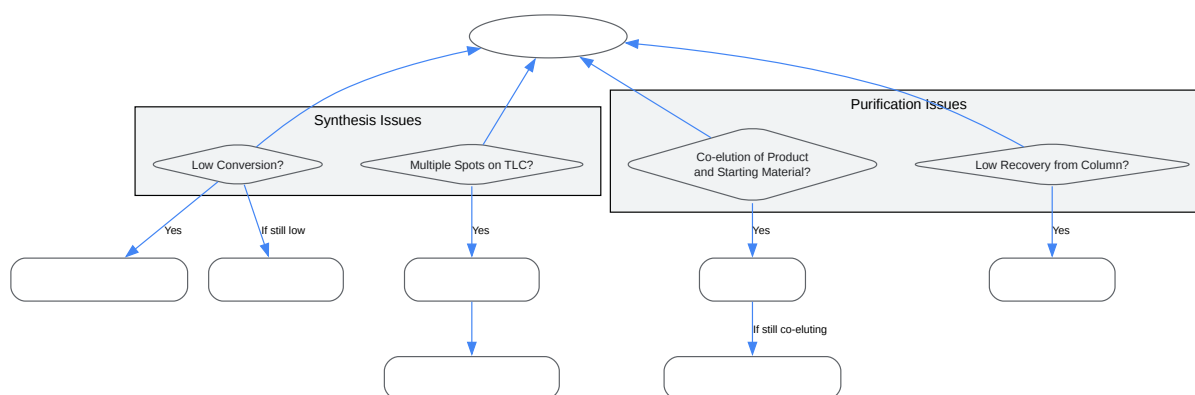 Purification Issues
Synthesis Issues
Low Conversion?
Multiple Spots on TLC?
Co-elution of Product
and Starting Material?
Low Recovery from Column?
Yes
If still low
Yes
Yes
Yes
If still co-eluting